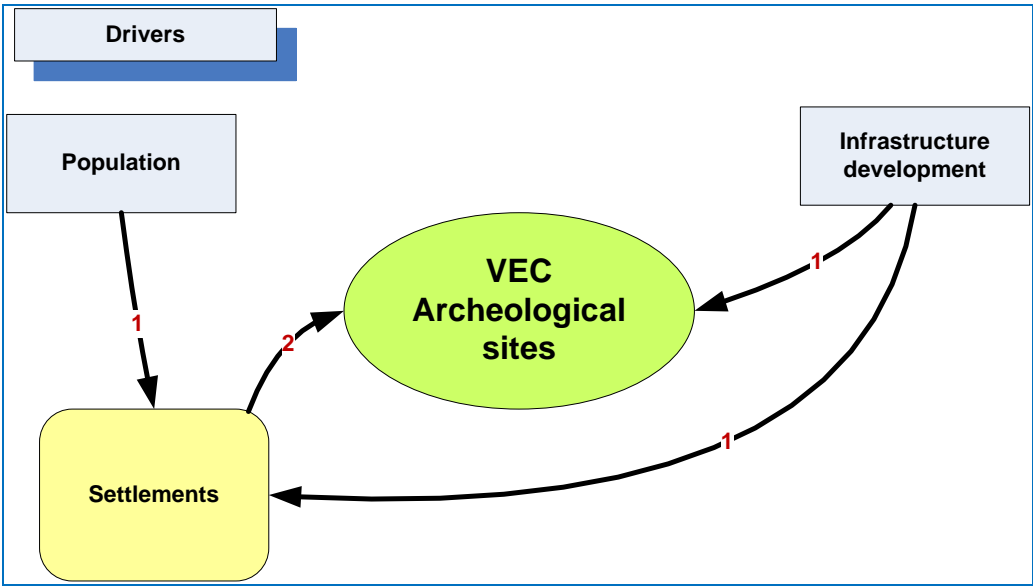 Drivers
Population
Infrastructure
development
VEC
Archeological
sites
1
1
2
1
Settlements